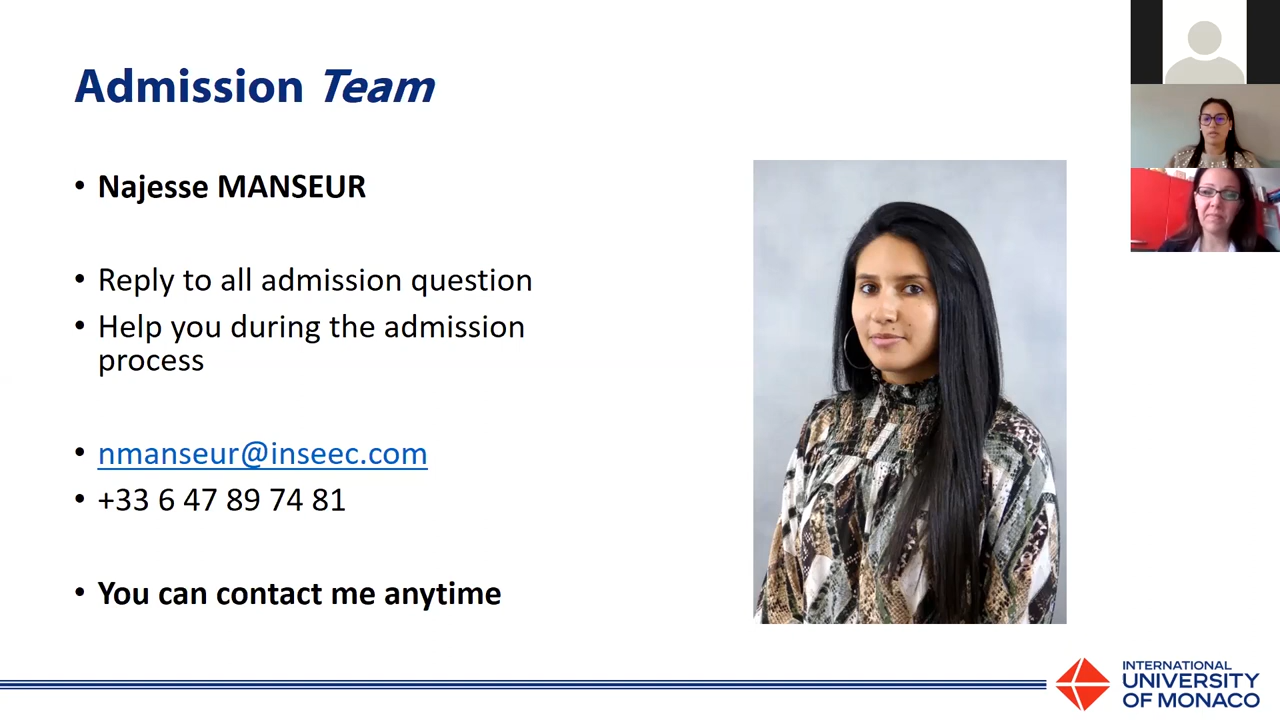 Admission Team
• Najesse MANSEUR
• Reply to all admission question
• Help you during the admission
process
• nmanseur@inseec.com
• +33 6 47 89 74 81
• You can contact me anytime
INTERNATIONAL
UNIVERSITY
OF MONACO